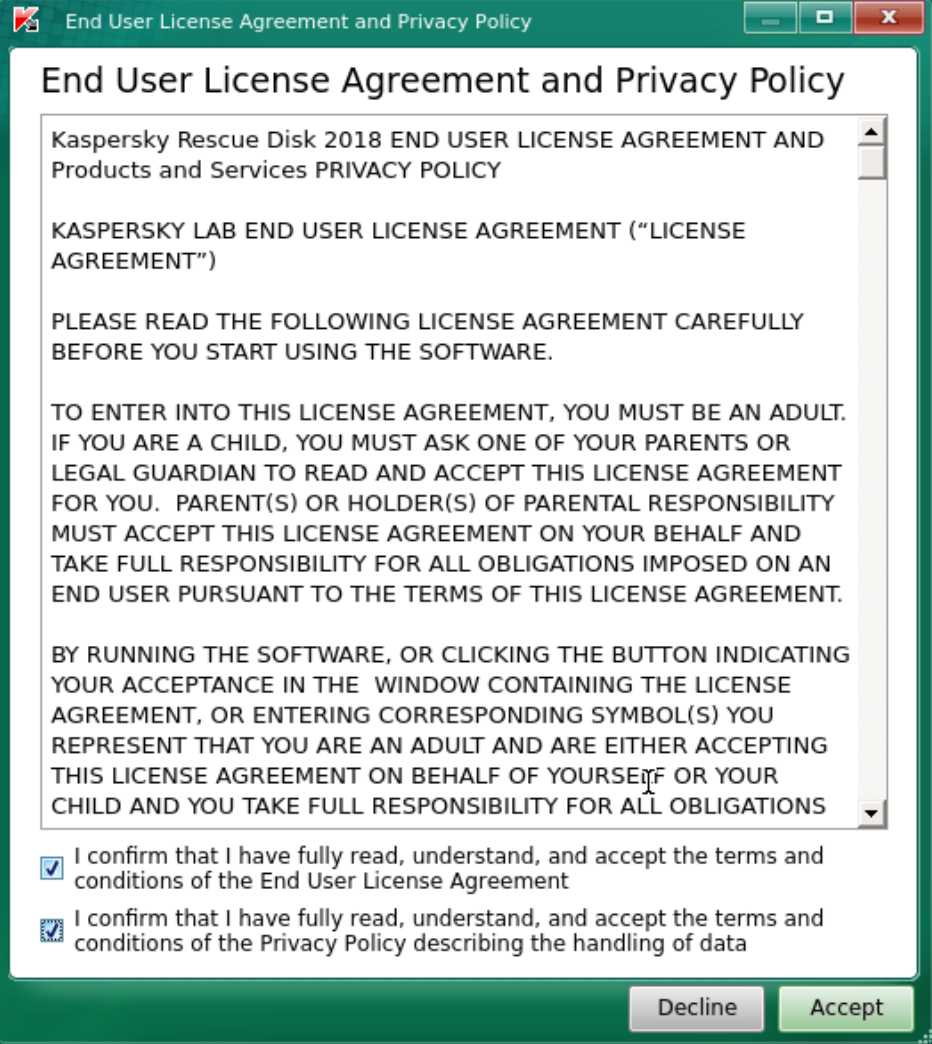 End User License Agreement and Privacy Policy
End User License Agreement and Privacy Policy
Kaspersky Rescue Disk 2018 END USER LICENSE AGREEMENT AND
Products and Services PRIVACY POLICY
KASPERSKY LAB END USER LICENSE AGREEMENT (“LICENSE
AGREEMENT”)
PLEASE READ THE FOLLOWING LICENSE AGREEMENT CAREFULLY
BEFORE YOU START USING THE SOFTWARE.
TO ENTER INTO THIS LICENSE AGREEMENT, YOU MUST BE AN ADULT.
IF YOU ARE A CHILD, YOU MUST ASK ONE OF YOUR PARENTS OR
LEGAL GUARDIAN TO READ AND ACCEPT THIS LICENSE AGREEMENT
FOR YOU.  PARENT(S) OR HOLDER(S) OF PARENTAL RESPONSIBILITY
MUST ACCEPT THIS LICENSE AGREEMENT ON YOUR BEHALF AND
TAKE FULL RESPONSIBILITY FOR ALL OBLIGATIONS IMPOSED ON AN
END USER PURSUANT TO THE TERMS OF THIS LICENSE AGREEMENT.
BY RUNNING THE SOFTWARE, OR CLICKING THE BUTTON INDICATING
YOUR ACCEPTANCE IN THE  WINDOW CONTAINING THE LICENSE
AGREEMENT, OR ENTERING CORRESPONDING SYMBOL(S) YOU
REPRESENT THAT YOU ARE AN ADULT AND ARE EITHER ACCEPTING
THIS LICENSE AGREEMENT ON BEHALF OF YOURSELF OR YOUR
CHILD AND YOU TAKE FULL RESPONSIBILITY FOR ALL OBLIGATIONS
I confirm that I have fully read, understand, and accept the terms and
conditions of the End User License Agreement
I confirm that I have fully read, understand, and accept the terms and
conditions of the Privacy Policy describing the handling of data
Decline
Accept